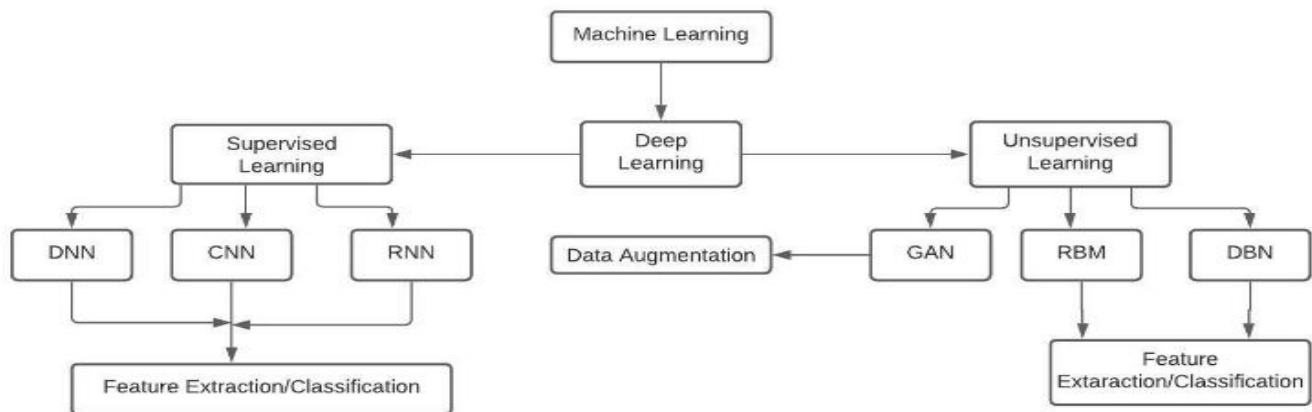 Machine Learning
Supervised
Learning
Deep
Learning
Unsupervised
Learning
DNN
CNN
RNN
Data Augmentation
GAN
RBM
DBN
Feature Extraction/Classification
Feature
Extaraction/Classification